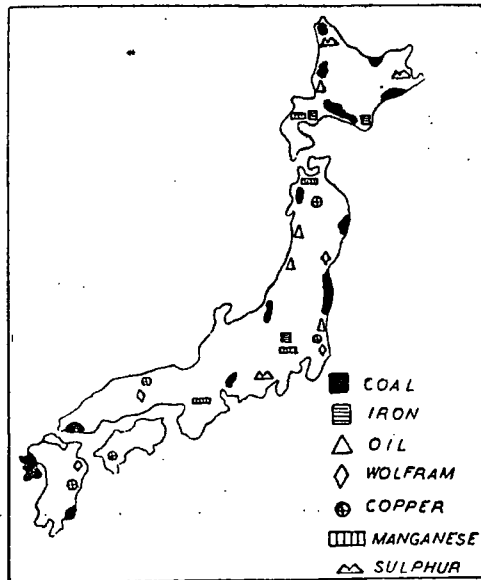 COAL
IRON
OIL
WOLFRAM
COPPER
MANGANESE
SULPHUR